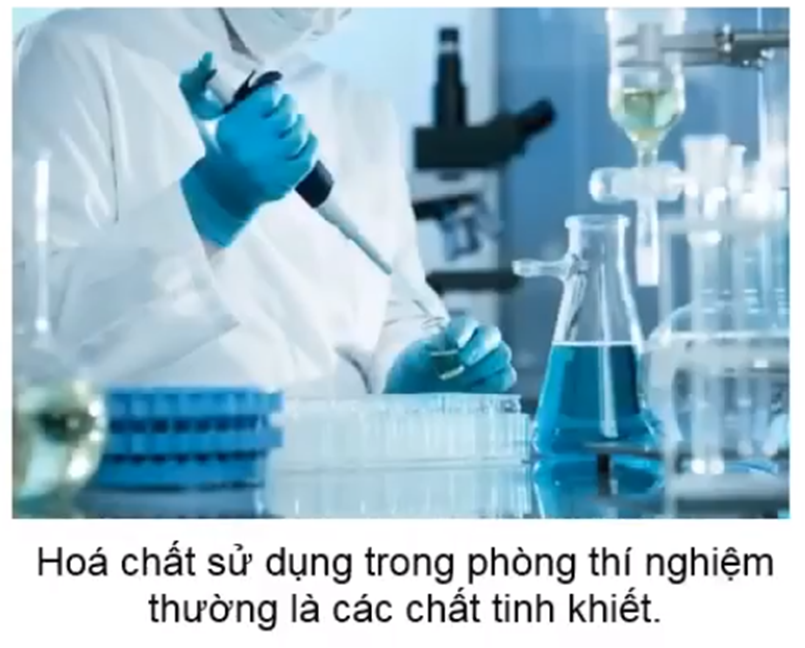 Hoá chất sử dụng trong phòng thí nghiệm
thường là các chất tinh khiết.